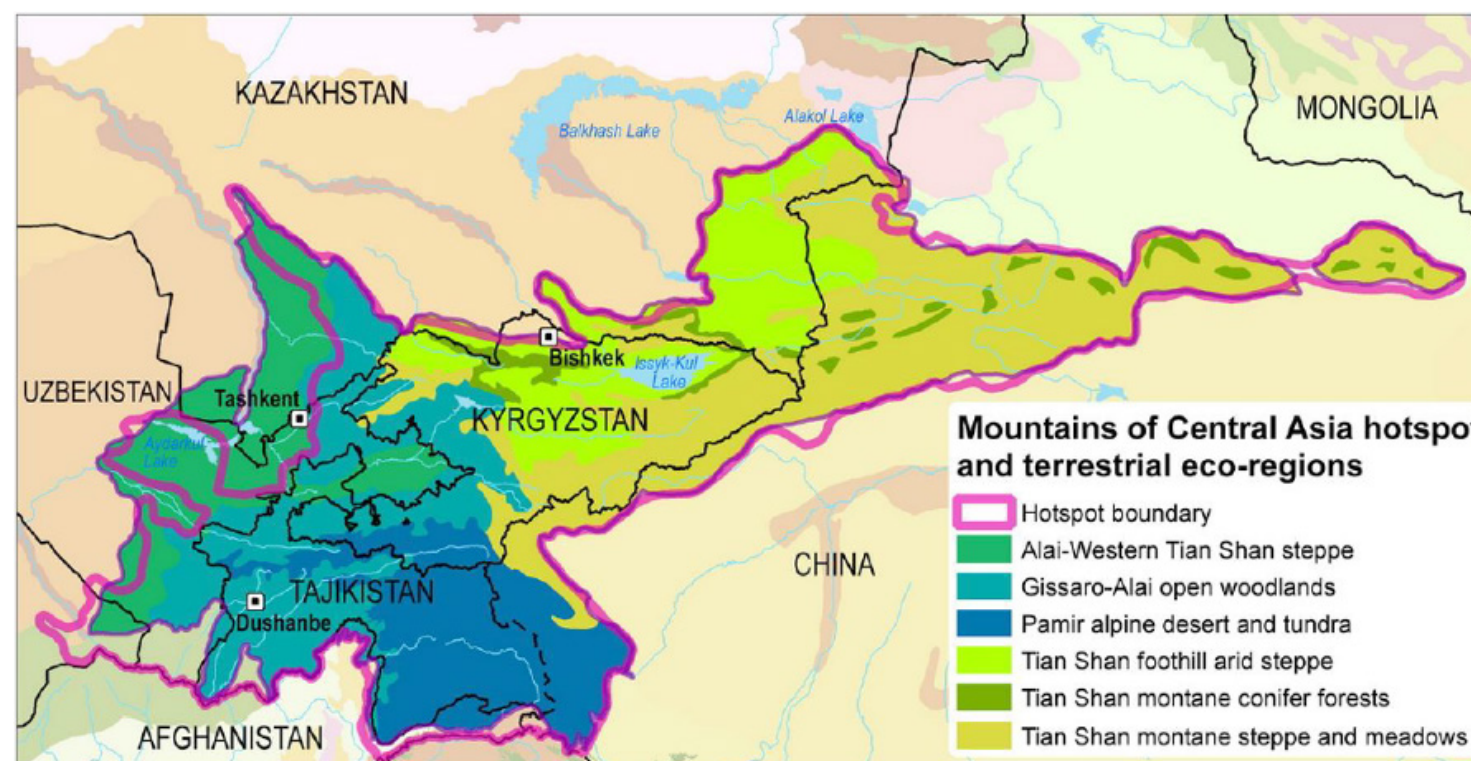 KAZAKHSTAN
Balkhash Lake
Alakol Lake
MONGOLIA
UZBEKISTAN
Tashkent
Bishkek
Issyk-Kul
Lake
KYRGYZSTAN
Ayderkul
Lake
TAJIKISTAN
Dushanbe
CHINA
AFGHANISTAN
Mountains of Central Asia hotspot
and terrestrial eco-regions
Hotspot boundary
Alai-Western Tian Shan steppe
Gissaro-Alai open woodlands
Pamir alpine desert and tundra
Tian Shan foothill arid steppe
Tian Shan montane conifer forests
Tian Shan montane steppe and meadows